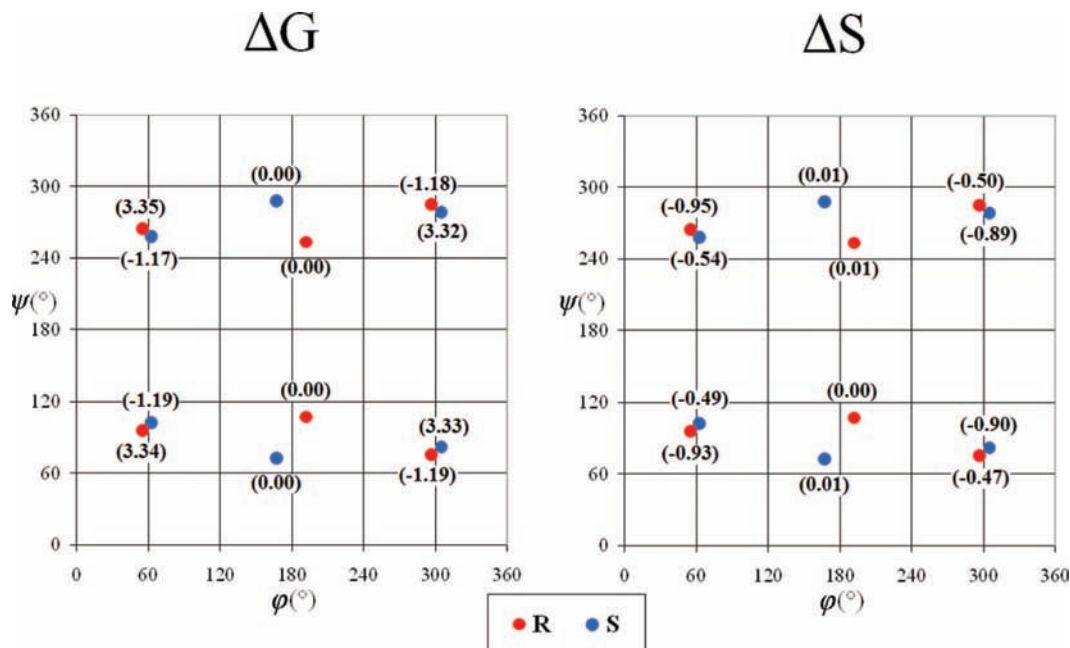 ΔG ΔS
360 360
(0.00) (0.01)
(-1.18) (-0.50)
300 300
(3.35) (-0.95)
(3.32) (-0.89)
(-1.17) (0.00) (-0.54) (0.01)
240 240
ψ(°) ψ(°)
180 180
(-1.19) (0.00) (-0.49) (0.00)
120 120
(3.33) (-0.90)
(3.34) (-0.93)
(-1.19) (-0.47)
60 60
(0.00) (0.01)
0 0
0 60 120 180 240 300 360 0 60 120 180 240 300 360
φ(°) φ(°)
R S